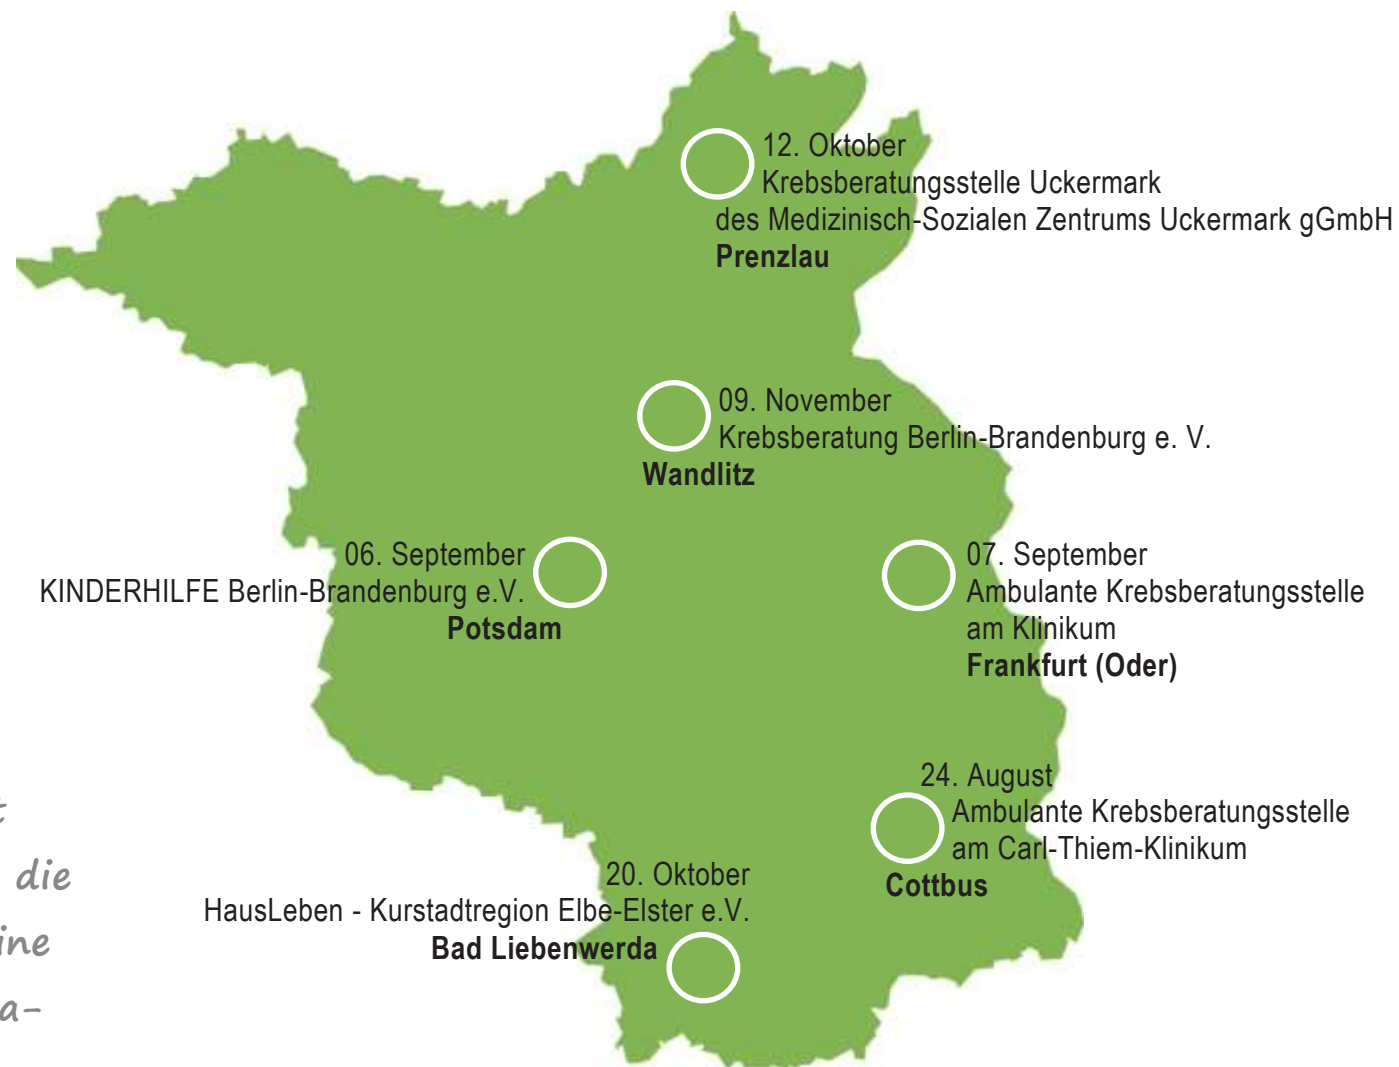 12. Oktober
Krebsberatungsstelle Uckermark
des Medizinisch-Sozialen Zentrums Uckermark gGmbH
Prenzlau
09. November
Krebsberatung Berlin-Brandenburg e. V.
Wandlitz
06. September
KINDERHILFE Berlin-Brandenburg e.V.
Potsdam
07. September
Ambulante Krebsberatungsstelle
am Klinikum
Frankfurt (Oder)
24. August
Ambulante Krebsberatungsstelle
am Carl-Thiem-Klinikum
Cottbus
20. Oktober
HausLeben - Kurstadtregion Elbe-Elster e.V.
Bad Liebenwerda
t
die
ine
a-